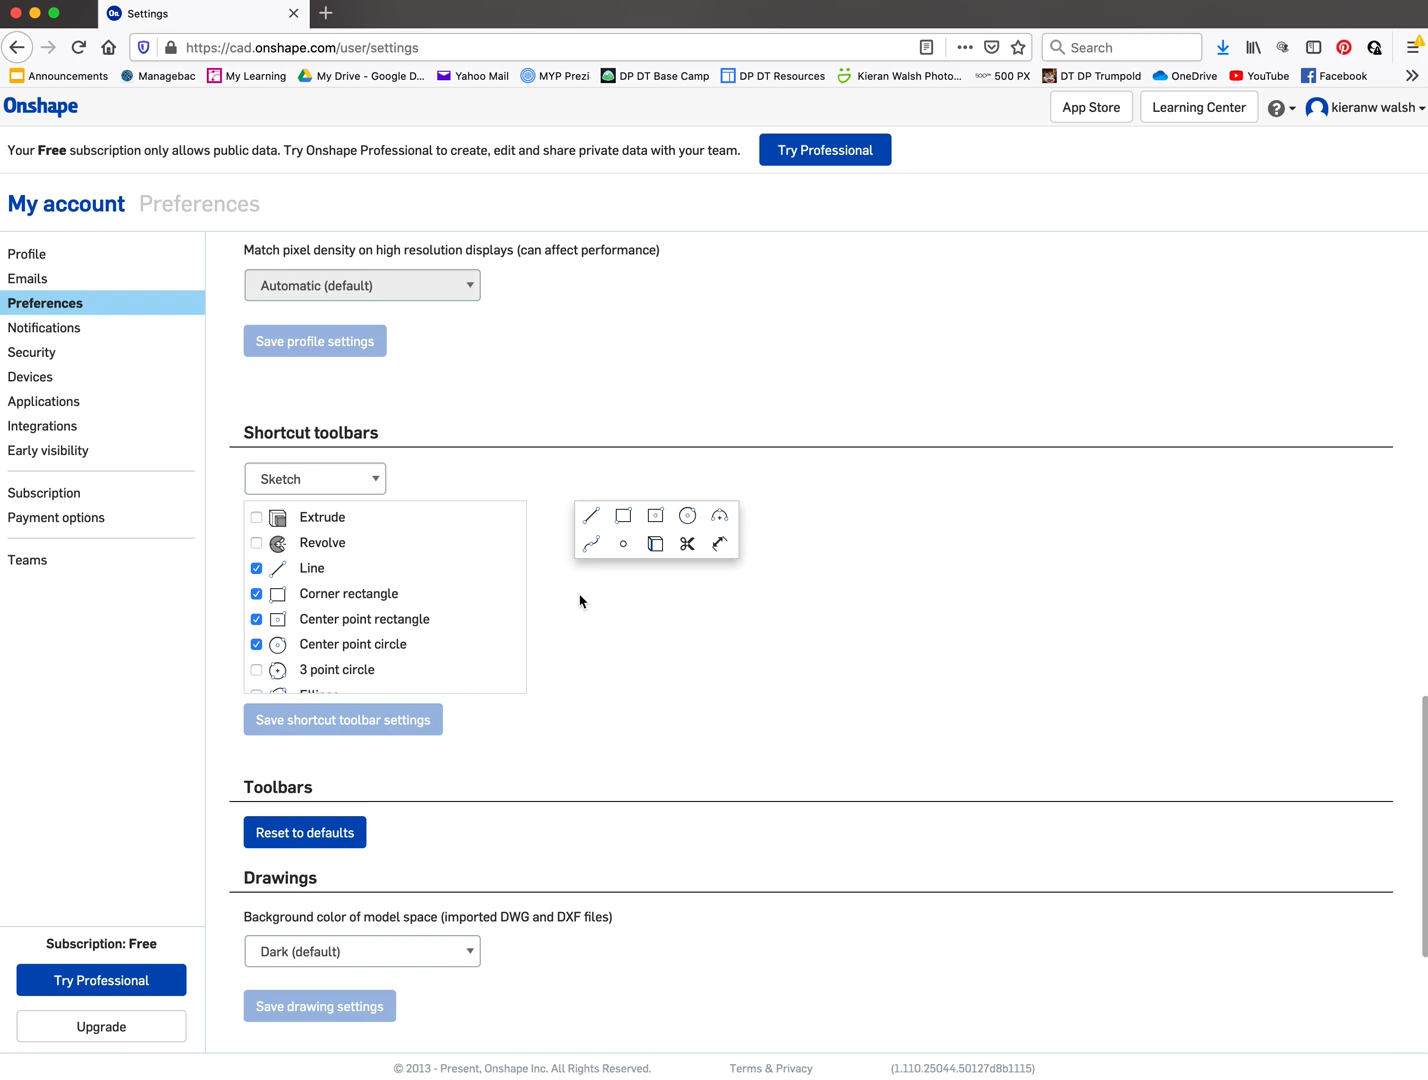 On Settings
https://cad.onshape.com/user/settings
Search
Announcements Managebac My Learning My Drive - Google D... Yahoo Mail MYP Prezi DP DT Base Camp DP DT Resources Kieran Walsh Photo... 500 PX DT DP Trumpold OneDrive YouTube Facebook
Onshape
App Store Learning Center kieranw walsh
Your Free subscription only allows public data. Try Onshape Professional to create, edit and share private data with your team. Try Professional
My account Preferences
Profile
Emails
Preferences
Notifications
Security
Devices
Applications
Integrations
Early visibility
Subscription
Payment options
Teams
Subscription: Free
Try Professional
Upgrade
Match pixel density on high resolution displays (can affect performance)
Automatic (default)
Save profile settings
Shortcut toolbars
Sketch
Extrude
Revolve
Line
Corner rectangle
Center point rectangle
Center point circle
3 point circle
Save shortcut toolbar settings
Toolbars
Reset to defaults
Drawings
Background color of model space (imported DWG and DXF files)
Dark (default)
Save drawing settings
© 2013 - Present, Onshape Inc. All Rights Reserved. Terms & Privacy (1.110.25044.50127d8b1115)